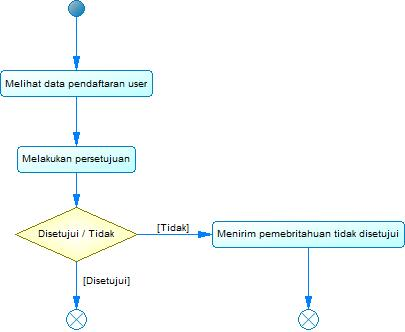 Melihat data pendaftaran user
Melakukan persetujuan
Disetujui / Tidak
[Tidak]
Menirim pemebritahuan tidak disetujui
[Disetujui]